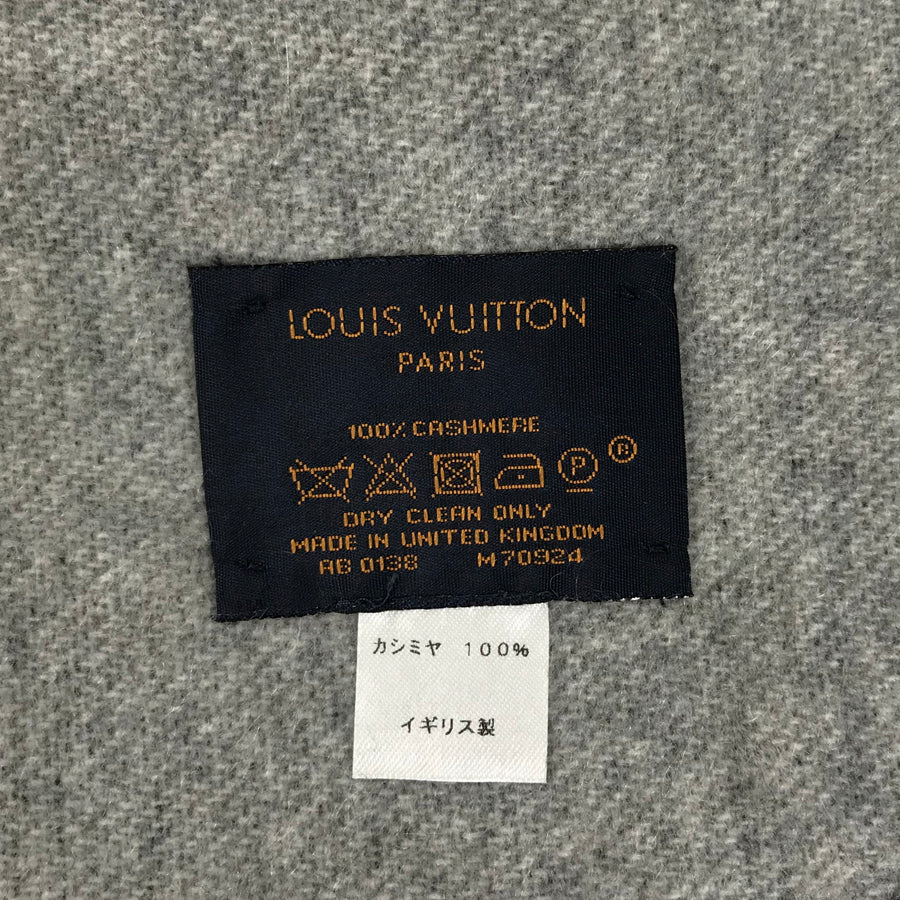 LOUIS VUITTON
PARIS
100% CASHMERE
P ®
DRY CLEAN ONLY
MADE IN UNITED KINGDOM
AB 0138 M70924
カシミヤ 100%
イギリス製